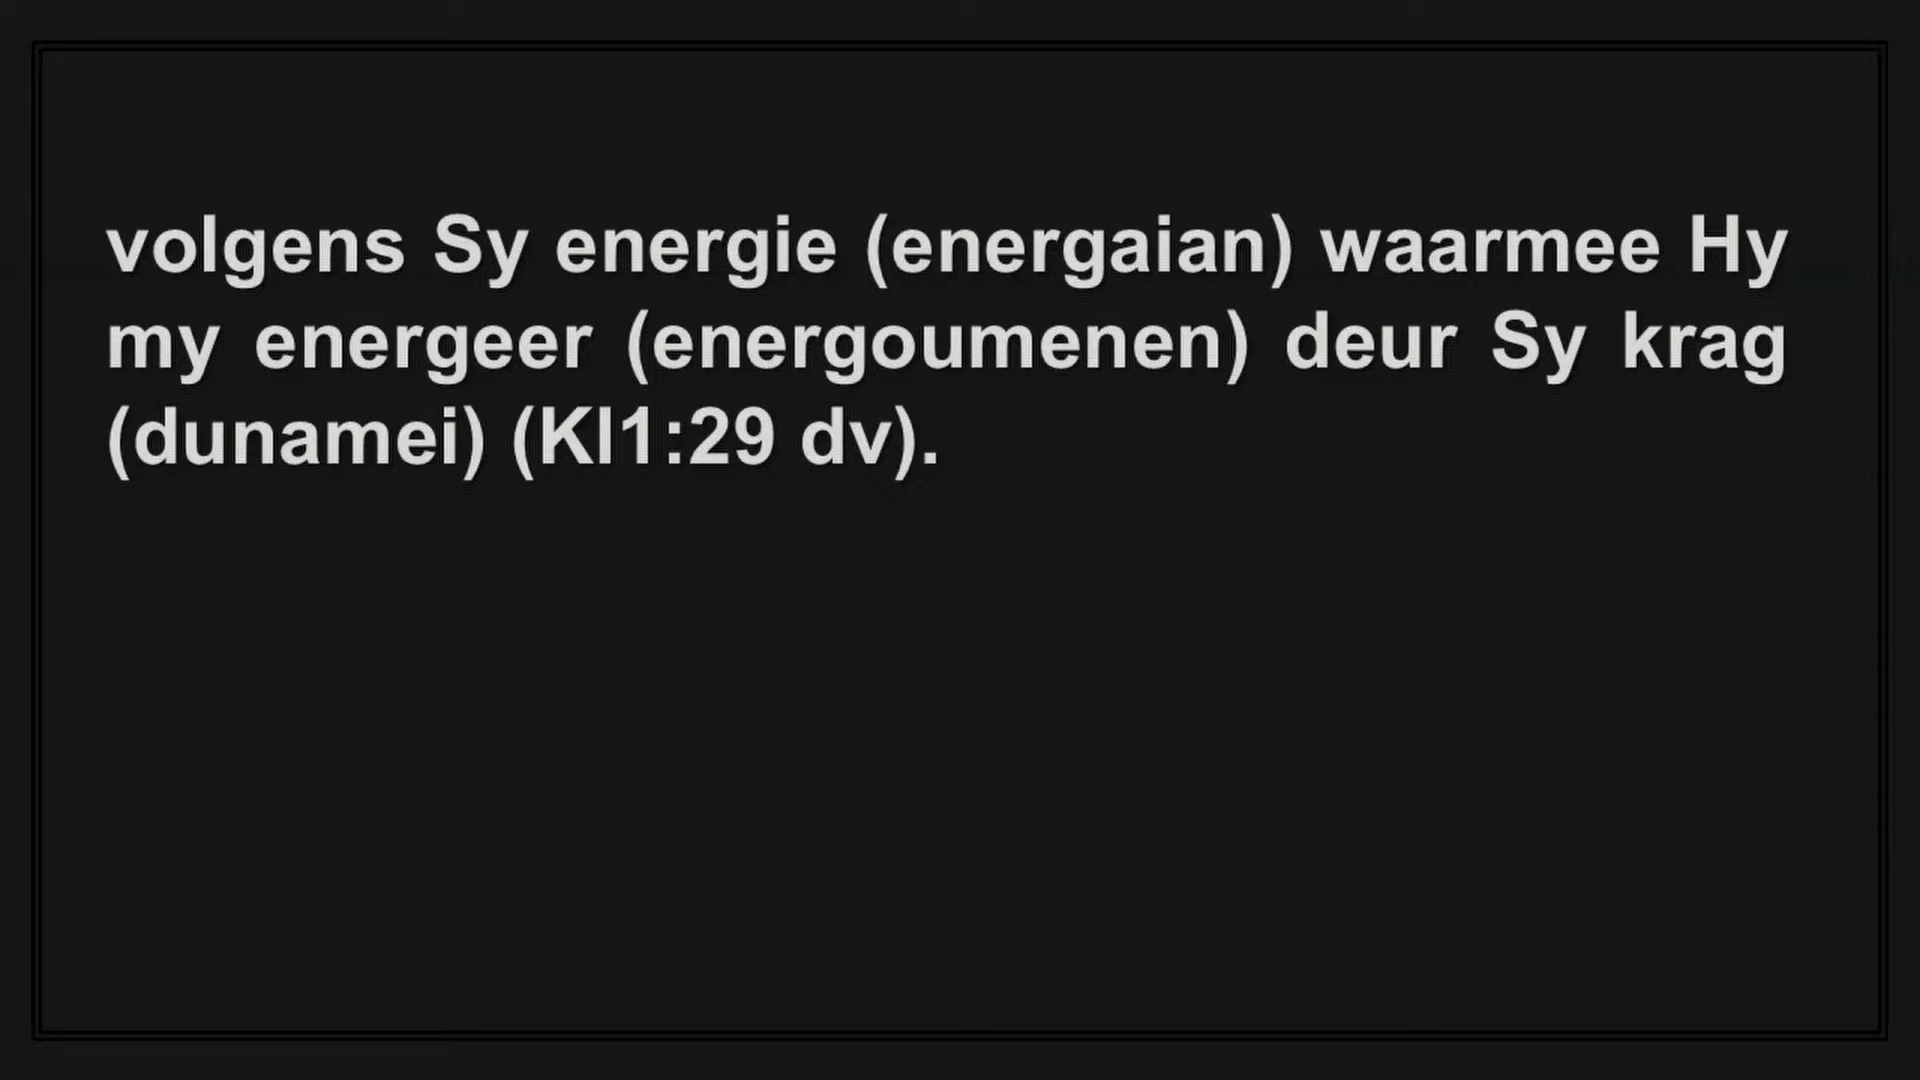 volgens Sy energie (energaian) waarmee Hy
my energeer (energoumenen) deur Sy krag
(dunamei) (Kl1:29 dv).